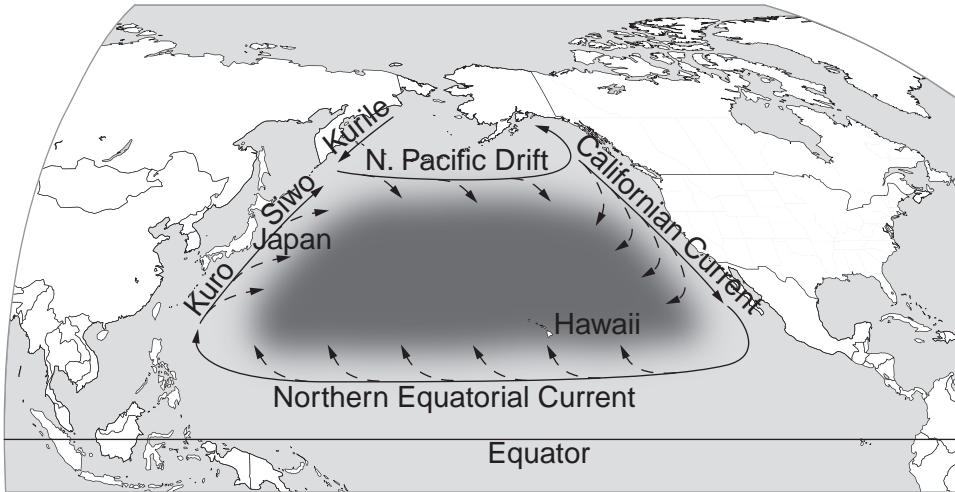 Kurile
N. Pacific Drift
Californian Current
Kuro Siwo
Japan
Hawaii
Northern Equatorial Current
Equator